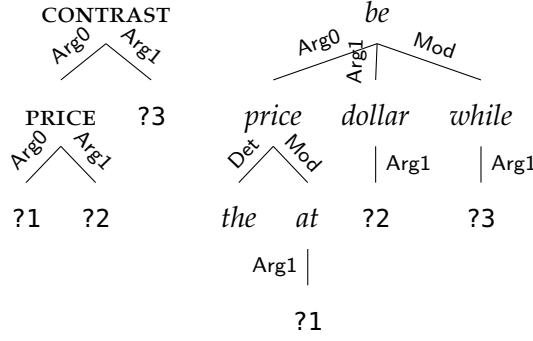 CONTRAST be
Arg0 Arg1 Arg0 Arg1 Mod
PRICE ?3 price dollar while
Arg0 Arg1 Det Mod Arg1 Arg1
?1 ?2 the at ?2 ?3
Arg1
?1